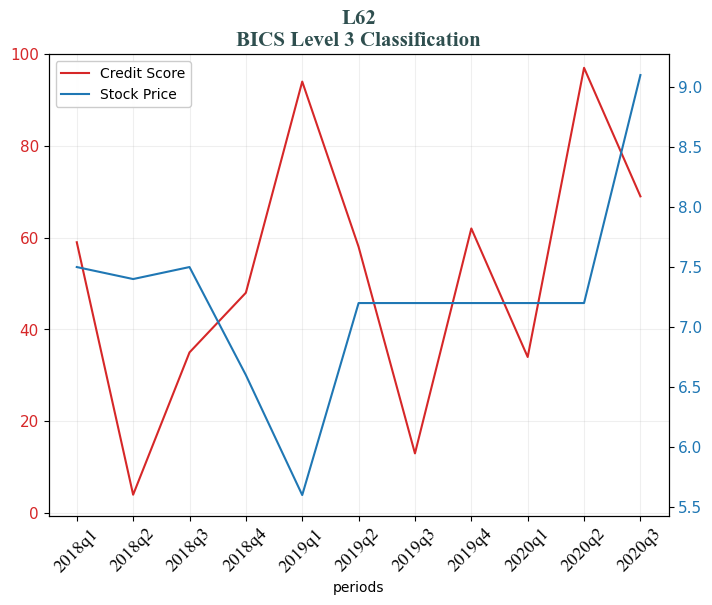 L62
BICS Level 3 Classification
Credit Score
Stock Price
100
80
60
40
20
0
9.0
8.5
8.0
7.5
7.0
6.5
6.0
5.5
2018q1
2018q2
2018q3
2018q4
2019q1
2019q2
2019q3
2019q4
2020q1
2020q2
2020q3
periods